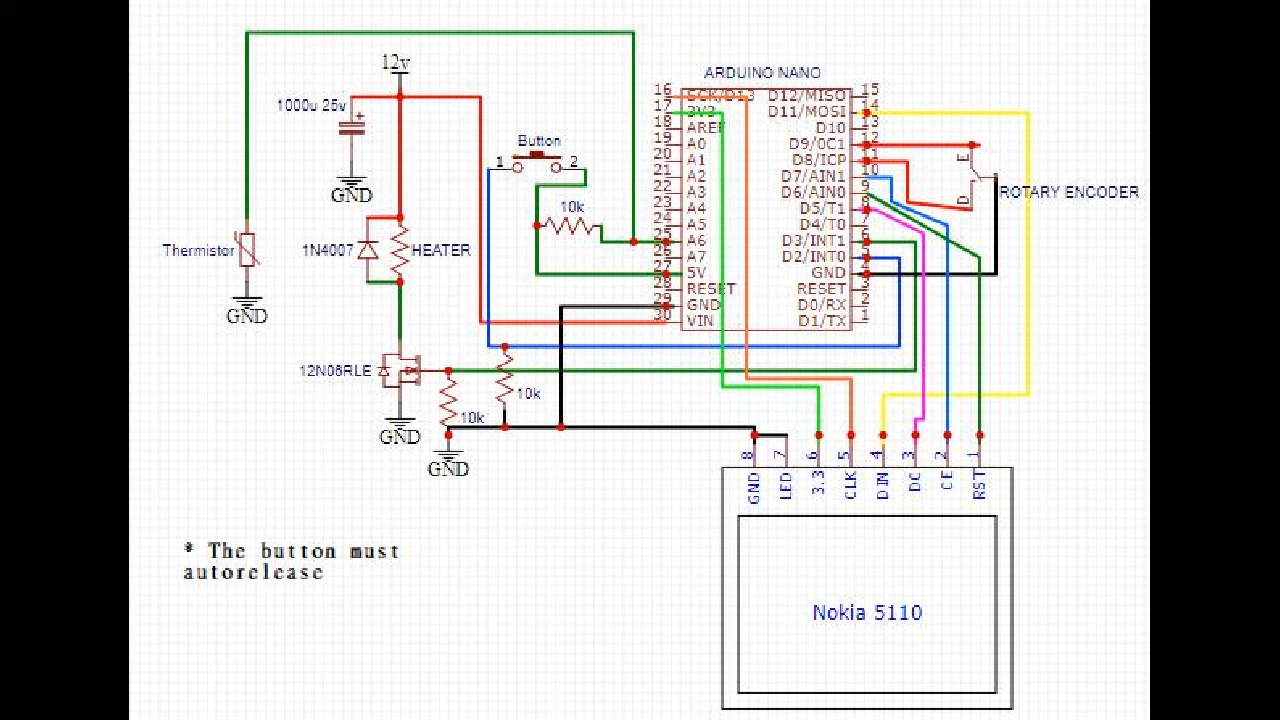 12v
ARDUINO NANO
1000u 25v
+
GND
Button
1 2
10k
Thermistor
GND
1N4007
HEATER
12N06RLE
GND
10k
10k
GND
16 SCK/D13
17 3V3
18 AREF
19 A0
20 A1
21 A2
22 A3
23 A4
24 A5
25 A6
26 A7
27 5V
28 RESET
29 GND
30 VIN
D12/MISO 15
D11/MOSI 14
D10 13
D9/0C1 12
D8/ICP 11
D7/AIN1 10
D6/AIN0 9
D5/T1 8
D4/T0 7
D3/INT1 6
D2/INT0 5
GND 4
RESET 3
D0/RX 2
D1/TX 1
E
D
ROTARY ENCODER
8 7 6 5 4 3 2 1
GND LED 3.3 CLK DIN DC CE RST
* The button must
autorelease
Nokia 5110